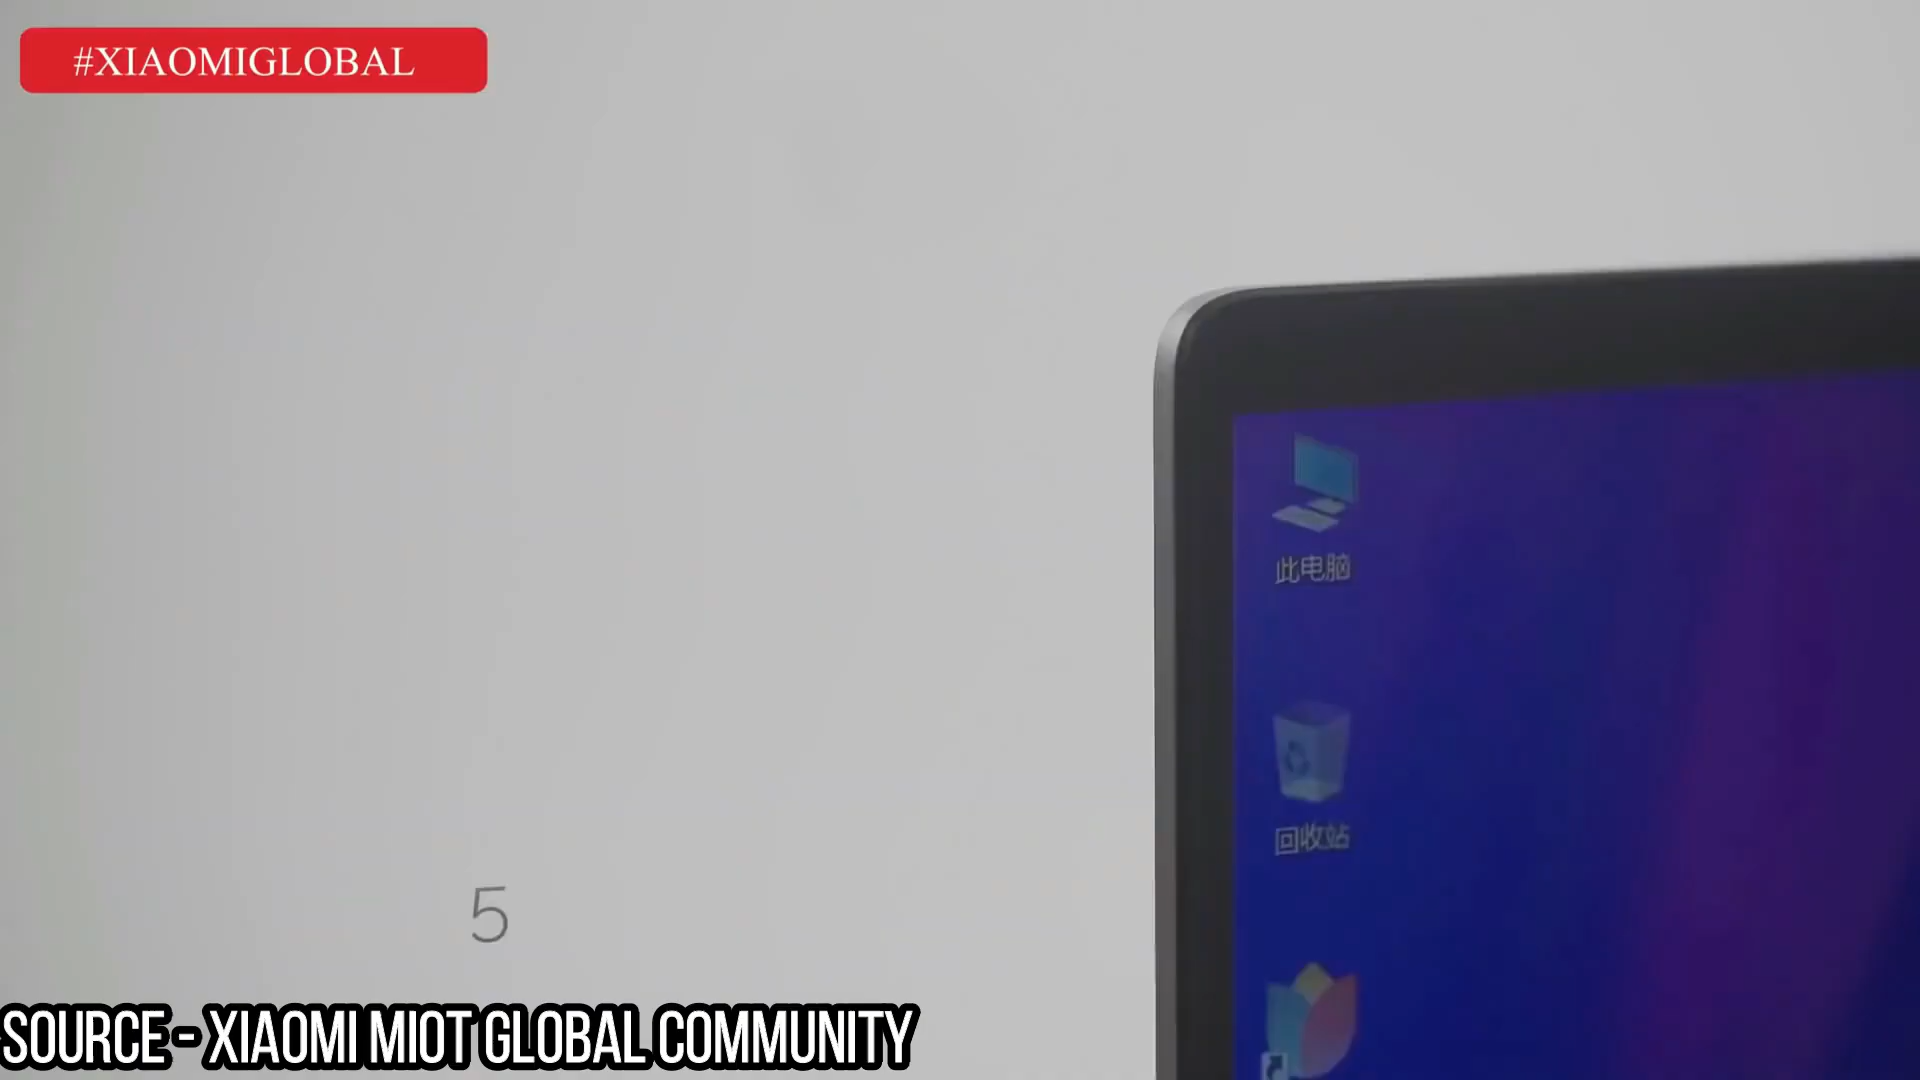 #XIAOMIGLOBAL
此电脑
回收站
5
SOURCE - XIAOMI MIOT GLOBAL COMMUNITY